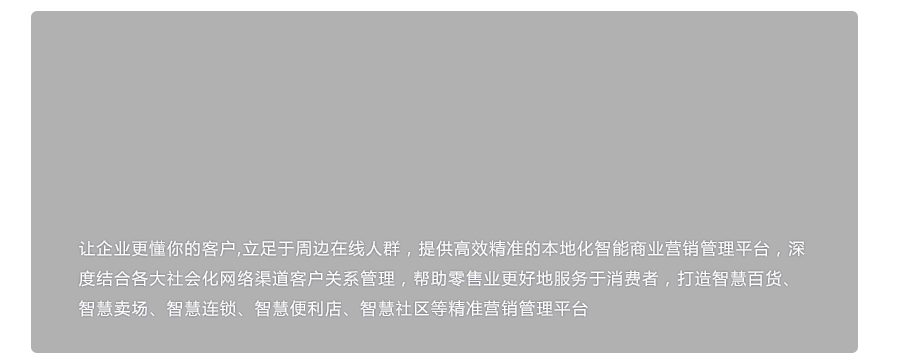 让企业更懂你的客户,立足于周边在线人群，提供高效精准的本地化智能商业营销管理平台，深
度结合各大社会化网络渠道客户关系管理，帮助零售业更好地服务于消费者，打造智慧百货、
智慧卖场、智慧连锁、智慧便利店、智慧社区等精准营销管理平台